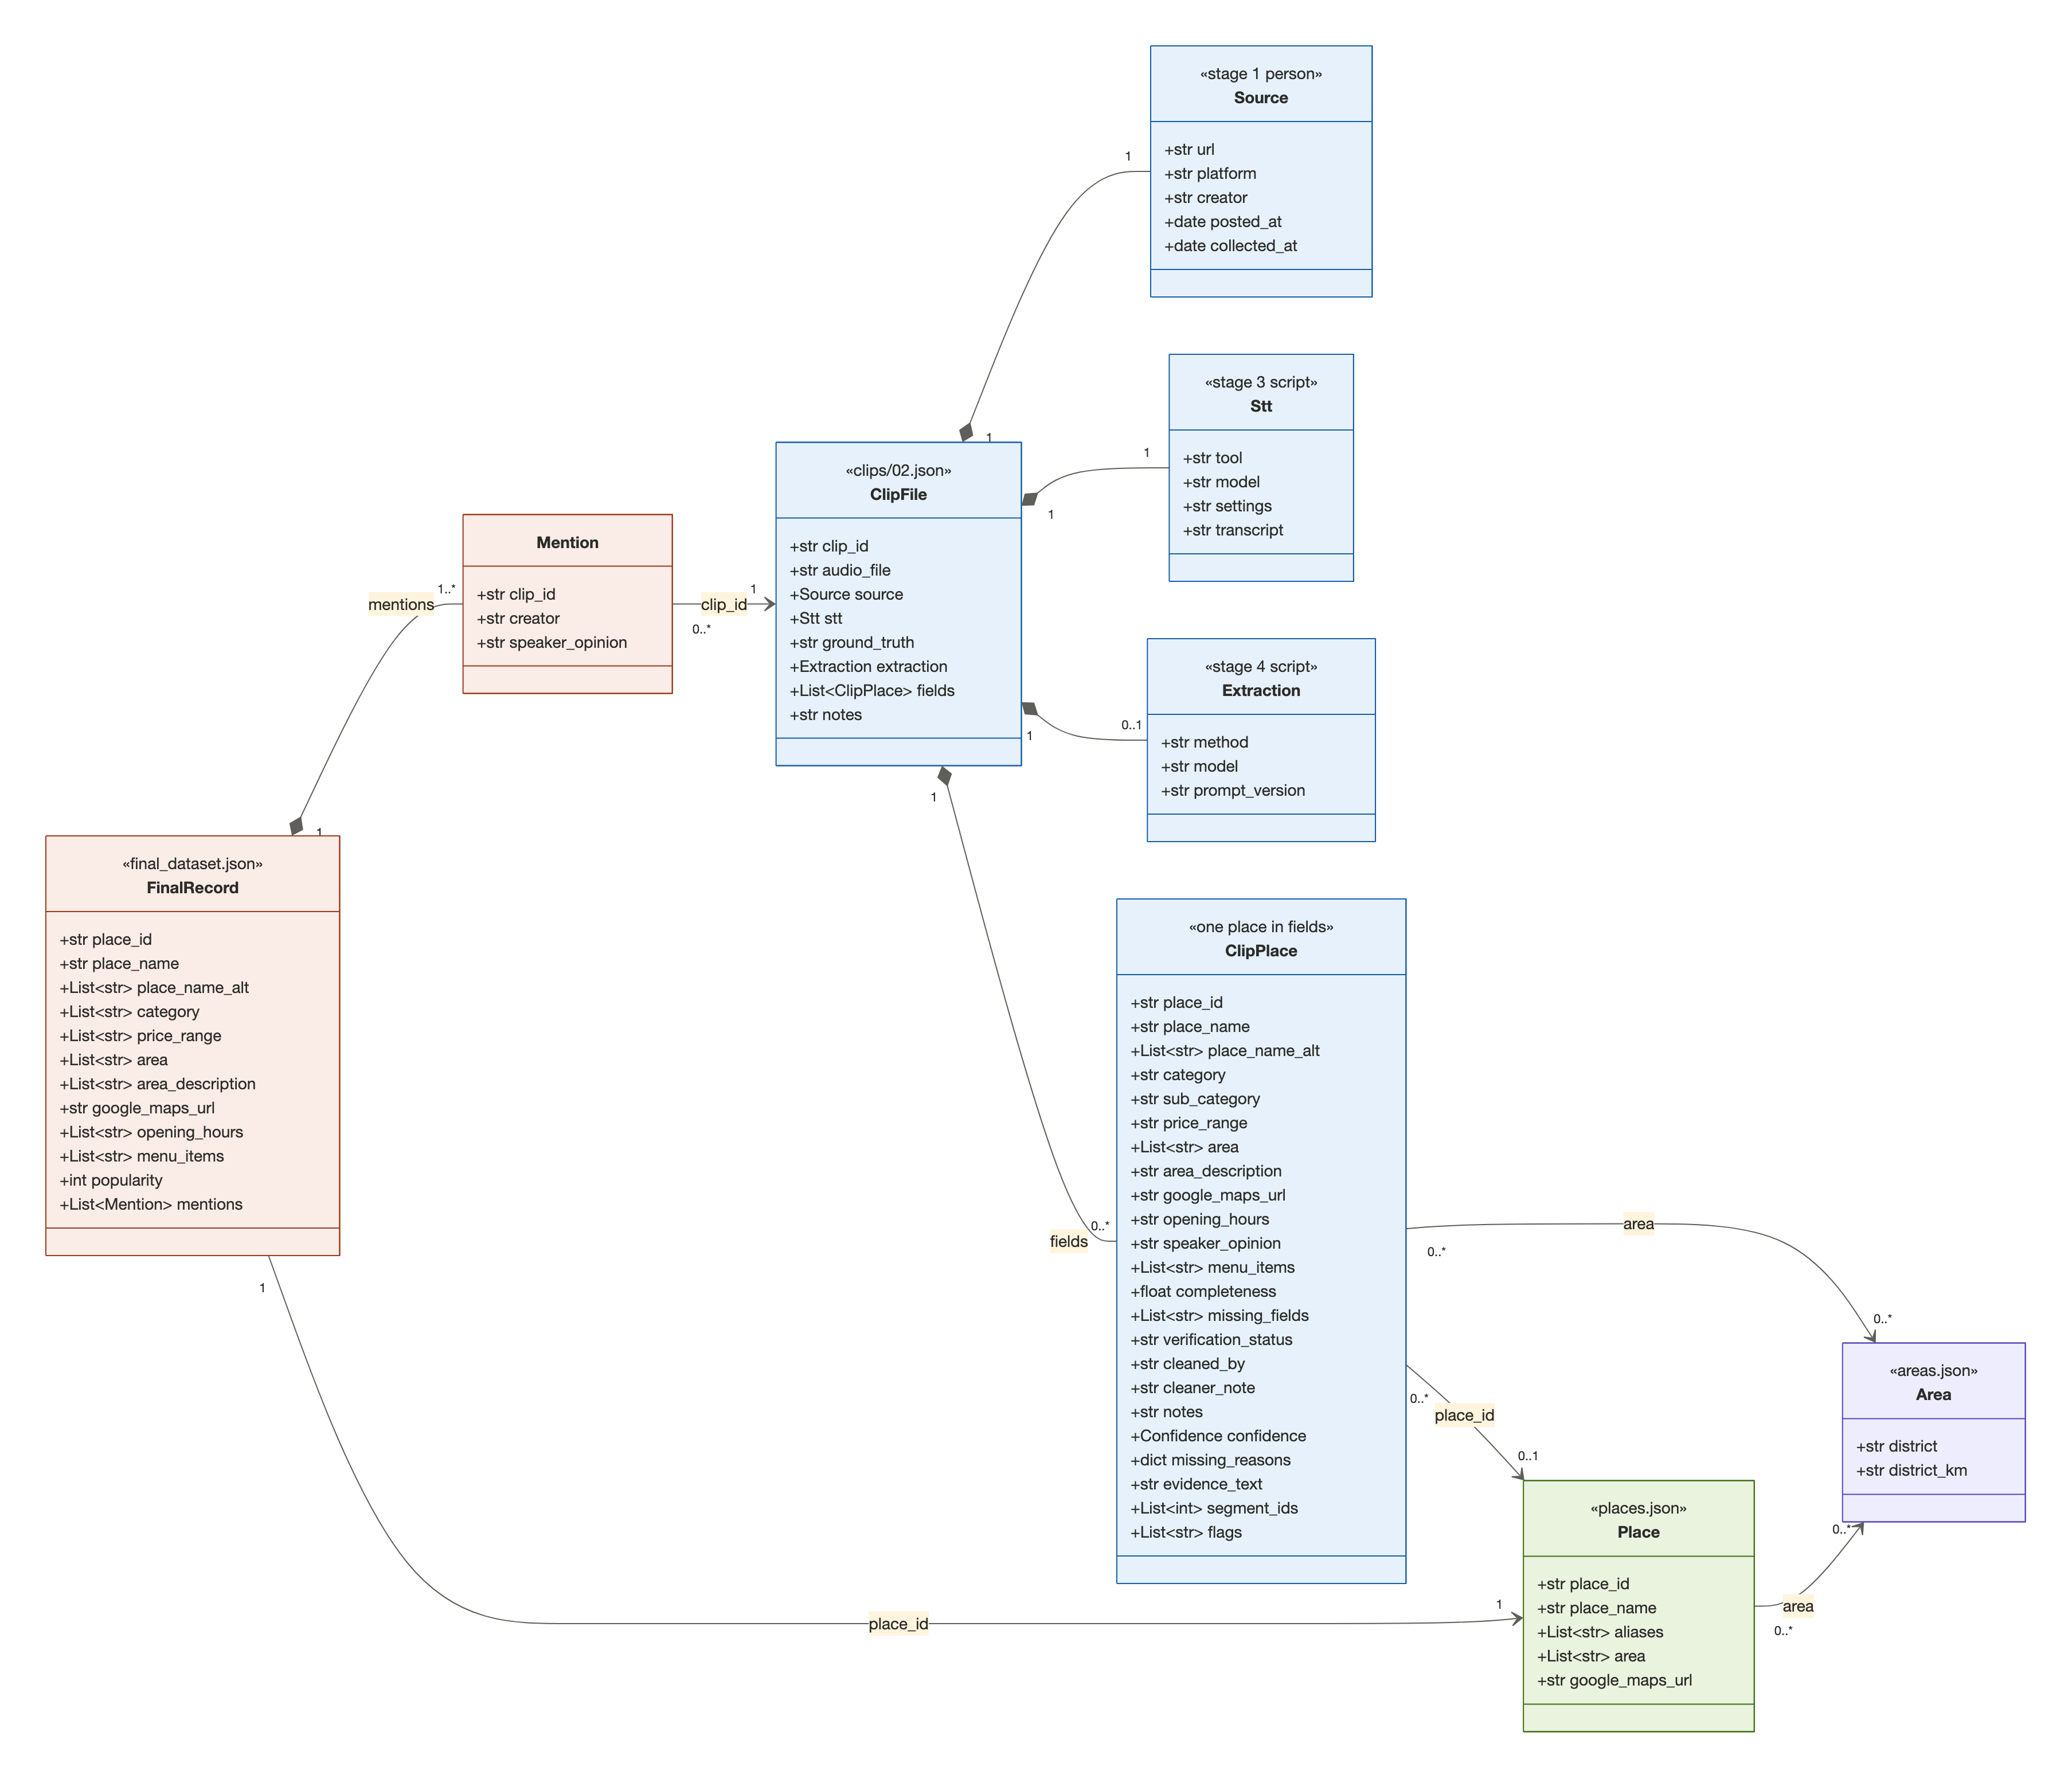 «stage 1 person»
Source
+str url
+str platform
+str creator
+date posted_at
+date collected_at
1
1
«stage 3 script»
Stt
+str tool
+str model
+str settings
+str transcript
1
1
«clips/02.json»
ClipFile
+str clip_id
+str audio_file
+Source source
+Stt stt
+str ground_truth
+Extraction extraction
+List<ClipPlace> fields
+str notes
Mention
+str clip_id
+str creator
+str speaker_opinion
mentions
1..*
1
clip_id
1
0..*
«stage 4 script»
Extraction
+str method
+str model
+str prompt_version
0..1
1
1
«final_dataset.json»
FinalRecord
+str place_id
+str place_name
+List<str> place_name_alt
+List<str> category
+List<str> price_range
+List<str> area
+List<str> area_description
+str google_maps_url
+List<str> opening_hours
+List<str> menu_items
+int popularity
+List<Mention> mentions
1
«one place in fields»
ClipPlace
+str place_id
+str place_name
+List<str> place_name_alt
+str category
+str sub_category
+str price_range
+List<str> area
+str area_description
+str google_maps_url
+str opening_hours
+str speaker_opinion
+List<str> menu_items
+float completeness
+List<str> missing_fields
+str verification_status
+str cleaned_by
+str cleaner_note
+str notes
+Confidence confidence
+dict missing_reasons
+str evidence_text
+List<int> segment_ids
+List<str> flags
0..*
fields
area
0..*
0..*
0..*
place_id
0..1
«areas.json»
Area
+str district
+str district_km
0..*
«places.json»
Place
+str place_id
+str place_name
+List<str> aliases
+List<str> area
+str google_maps_url
area
0..*
1
place_id